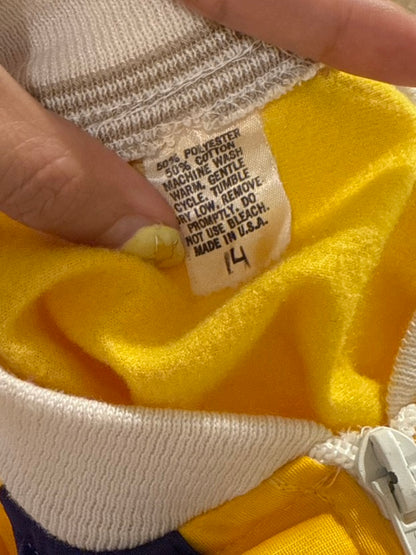 50% POLYESTER
50% COTTON
MACHINE WASH
WARM, GENTLE
CYCLE, TUMBLE
DRY LOW. REMOVE
PROMPTLY. DO
NOT USE BLEACH.
MADE IN U.S.A.
14